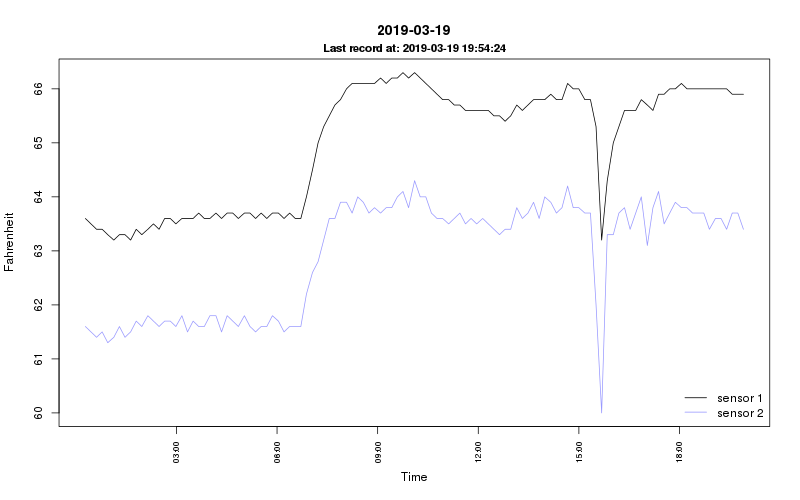 2019-03-19
Last record at: 2019-03-19 19:54:24
Fahrenheit
66
65
64
63
62
61
60
sensor 1
sensor 2
03:00
06:00
09:00
12:00
15:00
18:00
Time